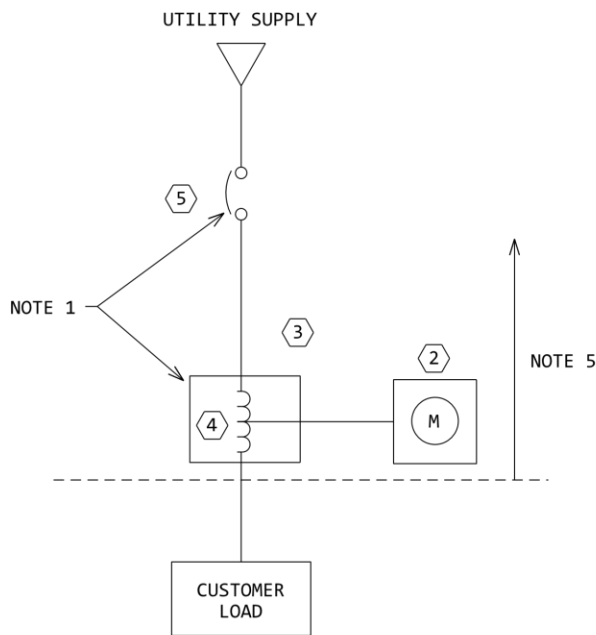 UTILITY SUPPLY
5
NOTE 1
3
2
NOTE 5
4
M
CUSTOMER
LOAD